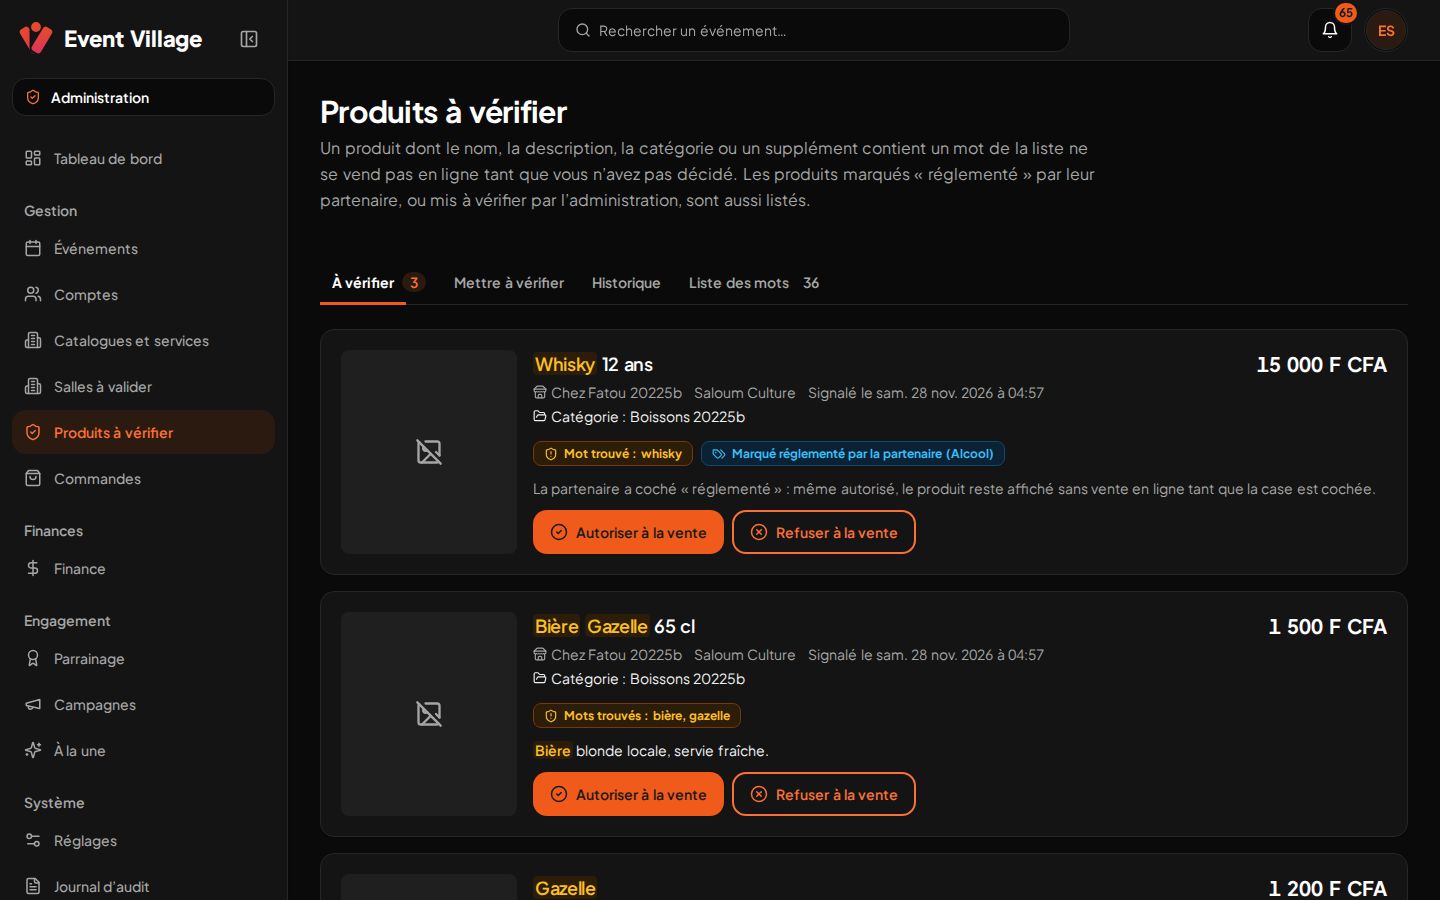 Event Village
Rechercher un événement...
65
ES
Administration
Tableau de bord
Gestion
Événements
Comptes
Catalogues et services
Salles à valider
Produits à vérifier
Commandes
Finances
Finance
Engagement
Parrainage
Campagnes
À la une
Système
Réglages
Journal d’audit
Produits à vérifier
Un produit dont le nom, la description, la catégorie ou un supplément contient un mot de la liste ne
se vend pas en ligne tant que vous n’avez pas décidé. Les produits marqués « réglementé » par leur
partenaire, ou mis à vérifier par l’administration, sont aussi listés.
À vérifier 3 Mettre à vérifier Historique Liste des mots 36
Whisky 12 ans 15 000 F CFA
Chez Fatou 20225b Saloum Culture Signalé le sam. 28 nov. 2026 à 04:57
Catégorie : Boissons 20225b
Mot trouvé : whisky Marqué réglementé par la partenaire (Alcool)
La partenaire a coché « réglementé » : même autorisé, le produit reste affiché sans vente en ligne tant que la case est cochée.
Autoriser à la vente Refuser à la vente
Bière Gazelle 65 cl 1 500 F CFA
Chez Fatou 20225b Saloum Culture Signalé le sam. 28 nov. 2026 à 04:57
Catégorie : Boissons 20225b
Mots trouvés : bière, gazelle
Bière blonde locale, servie fraîche.
Autoriser à la vente Refuser à la vente
Gazelle 1 200 F CFA